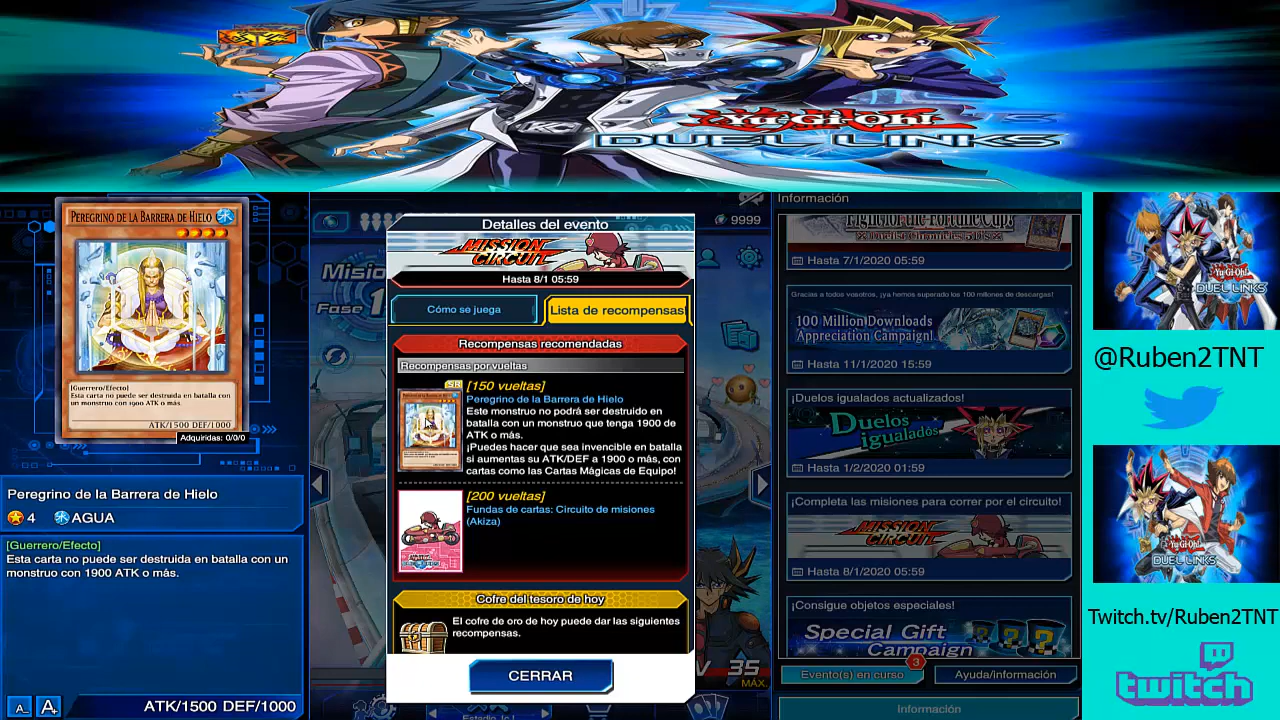 Yu-Gi-Oh!
DUEL LINKS
KC
PEREGRINO DE LA BARRERA DE HIELO
[Guerrero/Efecto]
Esta carta no puede ser destruida en batalla con
un monstruo con 1900 ATK o más.
ATK/1500 DEF/1000
Adquiridas: 0/0/0
Peregrino de la Barrera de Hielo
4 AGUA
[Guerrero/Efecto]
Esta carta no puede ser destruida en batalla con un
monstruo con 1900 ATK o más.
A- A+ ATK/1500 DEF/1000
9999
Fase 1
Detalles del evento
MISSION
CIRCUIT
Hasta 8/1 05:59
Cómo se juega
Lista de recompensas
Recompensas recomendadas
Recompensas por vueltas
SR
[150 vueltas]
Peregrino de la Barrera de Hielo
Este monstruo no podrá ser destruido en
batalla con un monstruo que tenga 1900 de
ATK o más.
¡Puedes hacer que sea invencible en batalla
si aumentas su ATK/DEF a 1900 o más, con
cartas como las Cartas Mágicas de Equipo!
[200 vueltas]
Fundas de cartas: Circuito de misiones
(Akiza)
Cofre del tesoro de hoy
El cofre de oro de hoy puede dar las siguientes
recompensas.
CERRAR
35
MÁX.
Información
Hasta 7/1/2020 05:59
Gracias a todos vosotros, ¡ya hemos superado los 100 millones de descargas!
100 Million Downloads
Appreciation Campaign!
Hasta 11/1/2020 15:59
¡Duelos igualados actualizados!
Duelos
igualados
Hasta 1/2/2020 01:59
¡Completa las misiones para correr por el circuito!
MISSION
CIRCUIT
Hasta 8/1/2020 05:59
¡Consigue objetos especiales!
Special Gift
Campaign
Evento(s) en curso
3
Ayuda/información
Información
Yu-Gi-Oh!
DUEL LINKS
@Ruben2TNT
Yu-Gi-Oh!
DUEL LINKS
Twitch.tv/Ruben2TNT
twitch